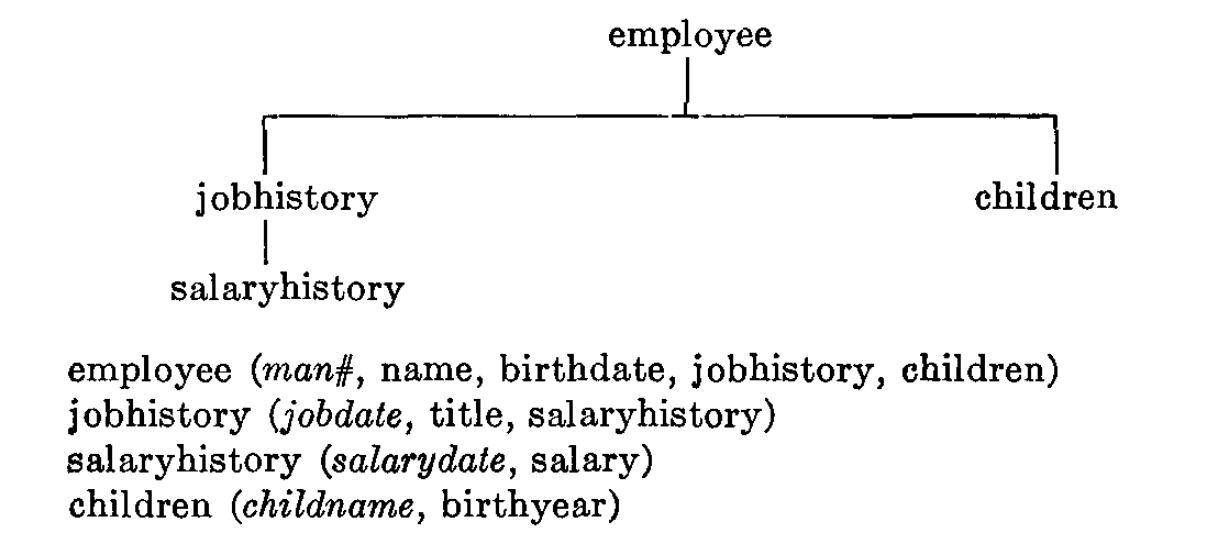 employee
jobhistory
children
salaryhistory
employee (man#, name, birthdate, jobhistory, children)
jobhistory (jobdate, title, salaryhistory)
salaryhistory (salarydate, salary)
children (childname, birthyear)